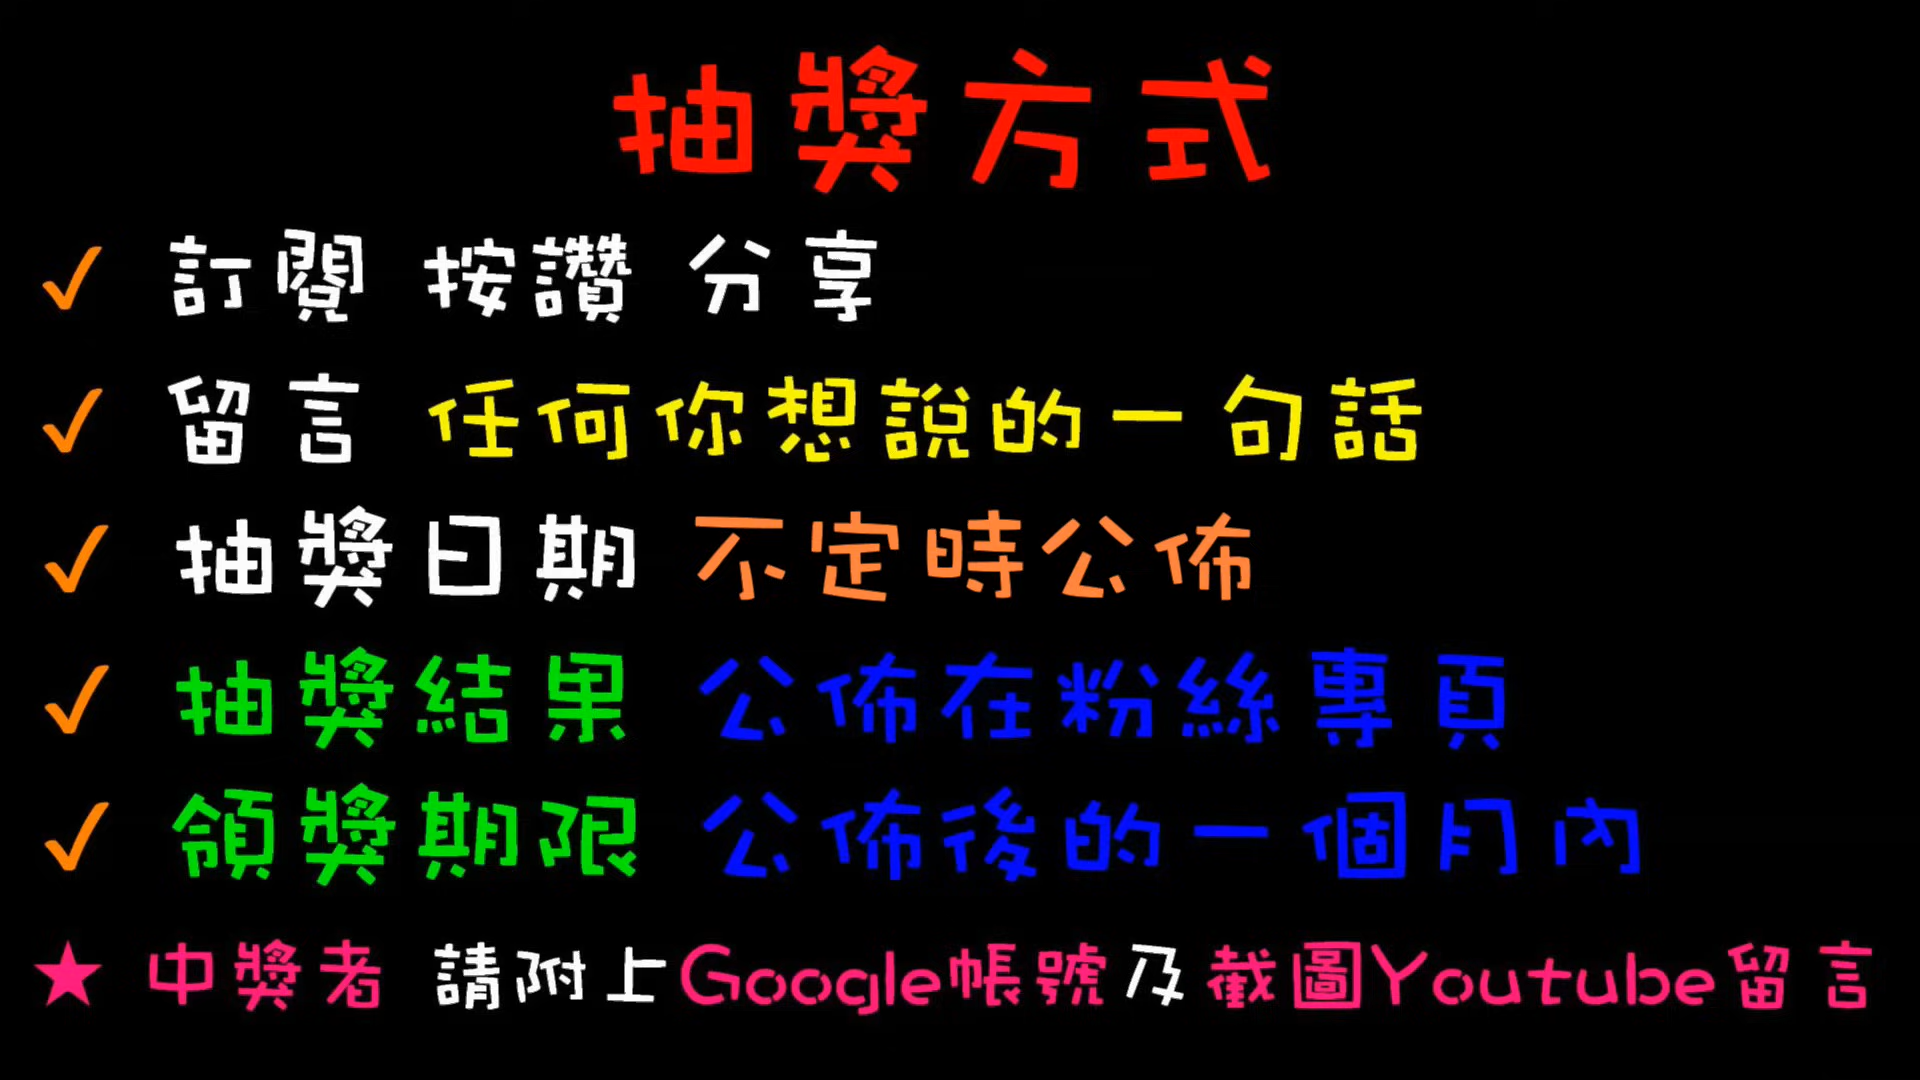 抽獎方式
✓ 訂閱 按讚 分享
✓ 留言 任何你想說的一句話
✓ 抽獎日期 不定時公佈
✓ 抽獎結果 公佈在粉絲專頁
✓ 領獎期限 公佈後的一個月內
★ 中獎者 請附上Google帳號及截圖Youtube留言